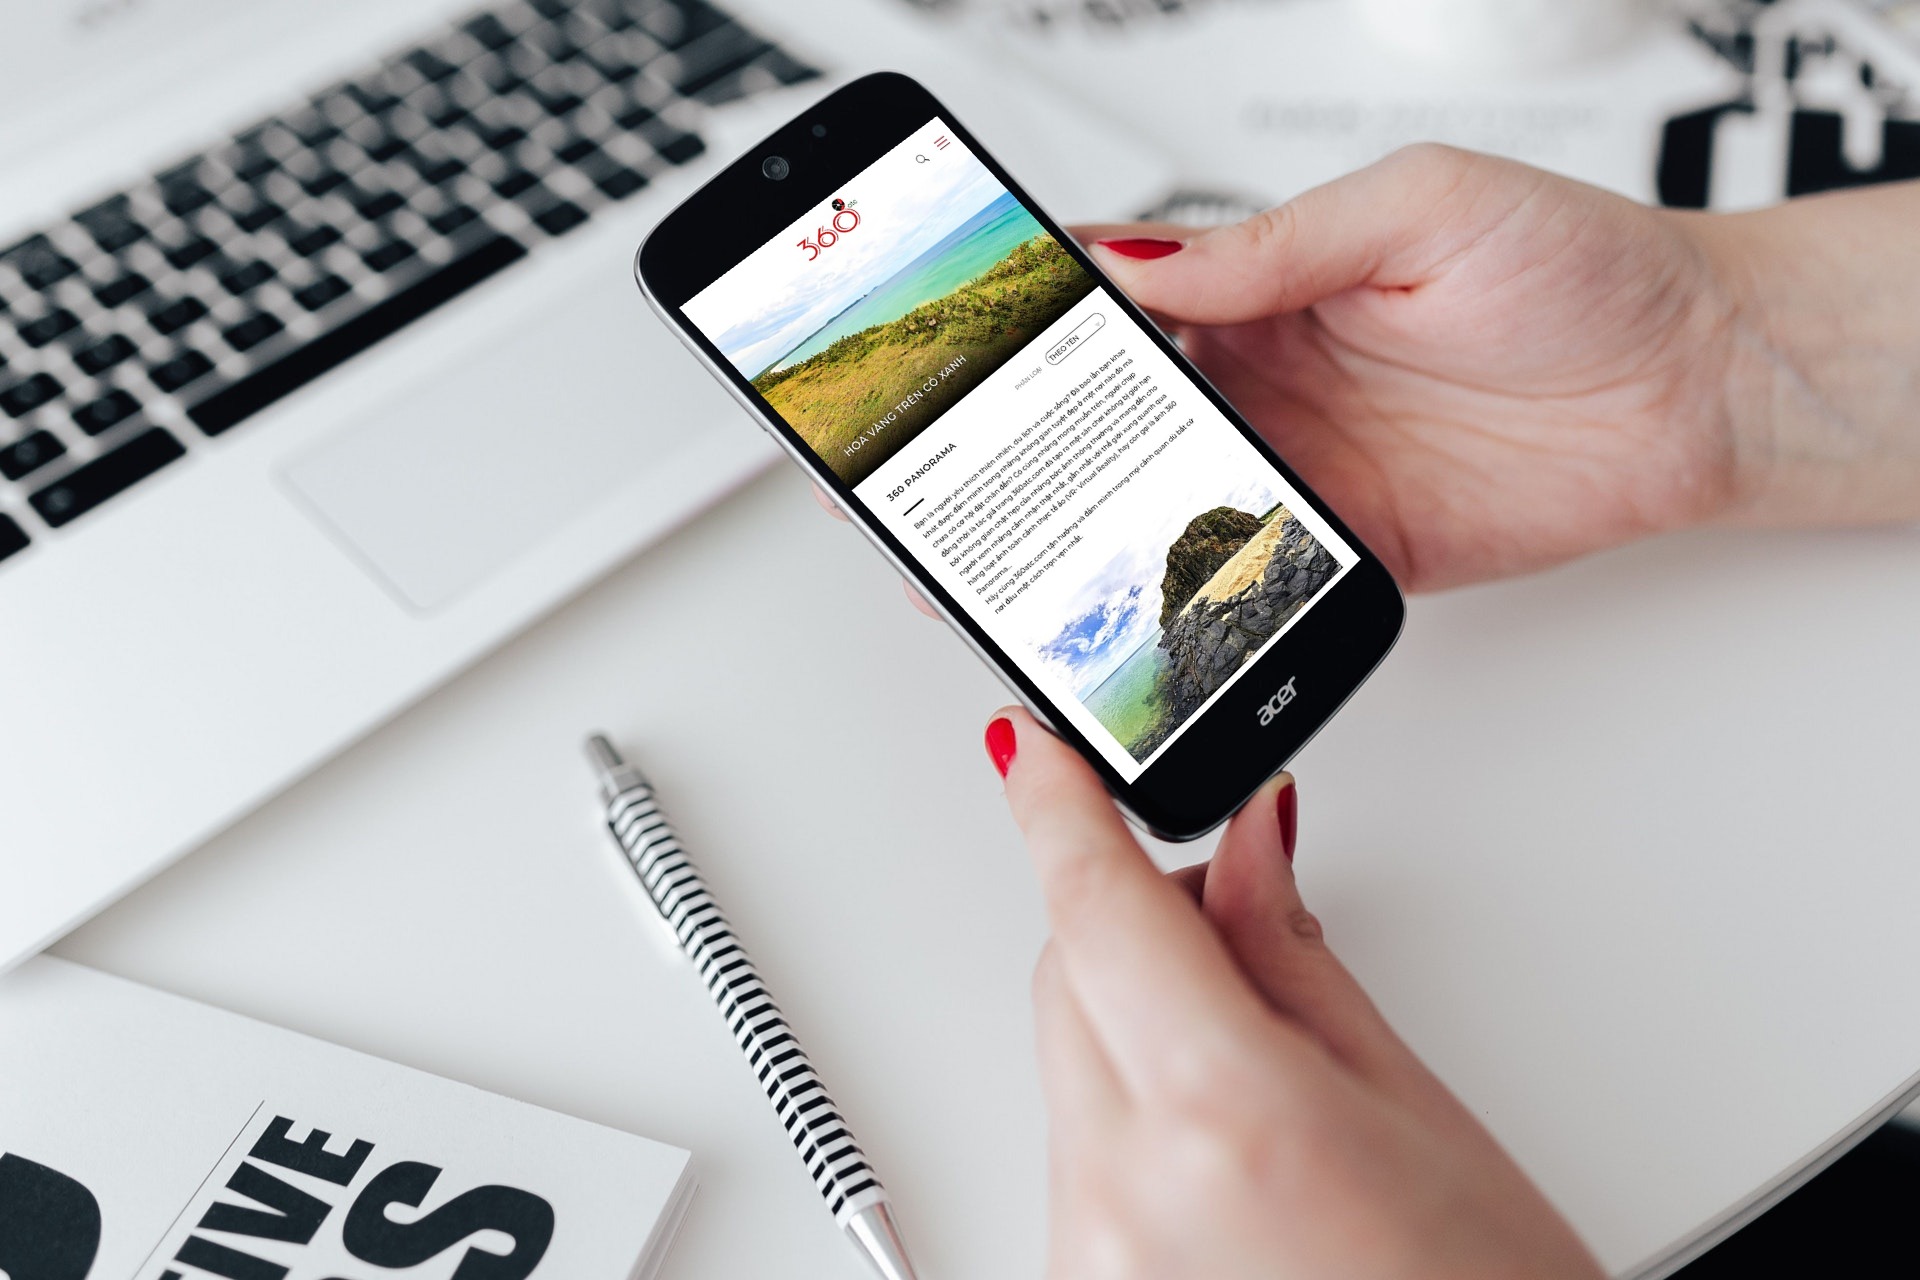 360
atc
HOA VÀNG TRÊN CỎ XANH
PHÂN LOẠI
THEO TÊN
360 PANORAMA
Bạn là người yêu thích thiên nhiên, du lịch và cuộc sống? Đã bao lần bạn khao
khát được đắm mình trong những không gian tuyệt đẹp ở một nơi nào đó mà
chưa có cơ hội đặt chân đến? Có cùng những mong muốn trên, người chụp
đồng thời là tác giả trang 360atc.com đã tạo ra một sân chơi không bị giới hạn
bởi không gian chật hẹp của những bức ảnh thông thường và mang đến cho
người xem những cảm nhận thật nhất, gần nhất với thế giới xung quanh qua
hàng loạt ảnh toàn cảnh thực tế ảo (VR- Virtual Reality), hay còn gọi là ảnh 360
Panorama...
Hãy cùng 360atc.com tận hưởng và đắm mình trong mọi cảnh quan dù bất cứ
nơi đâu một cách trọn vẹn nhất.
acer